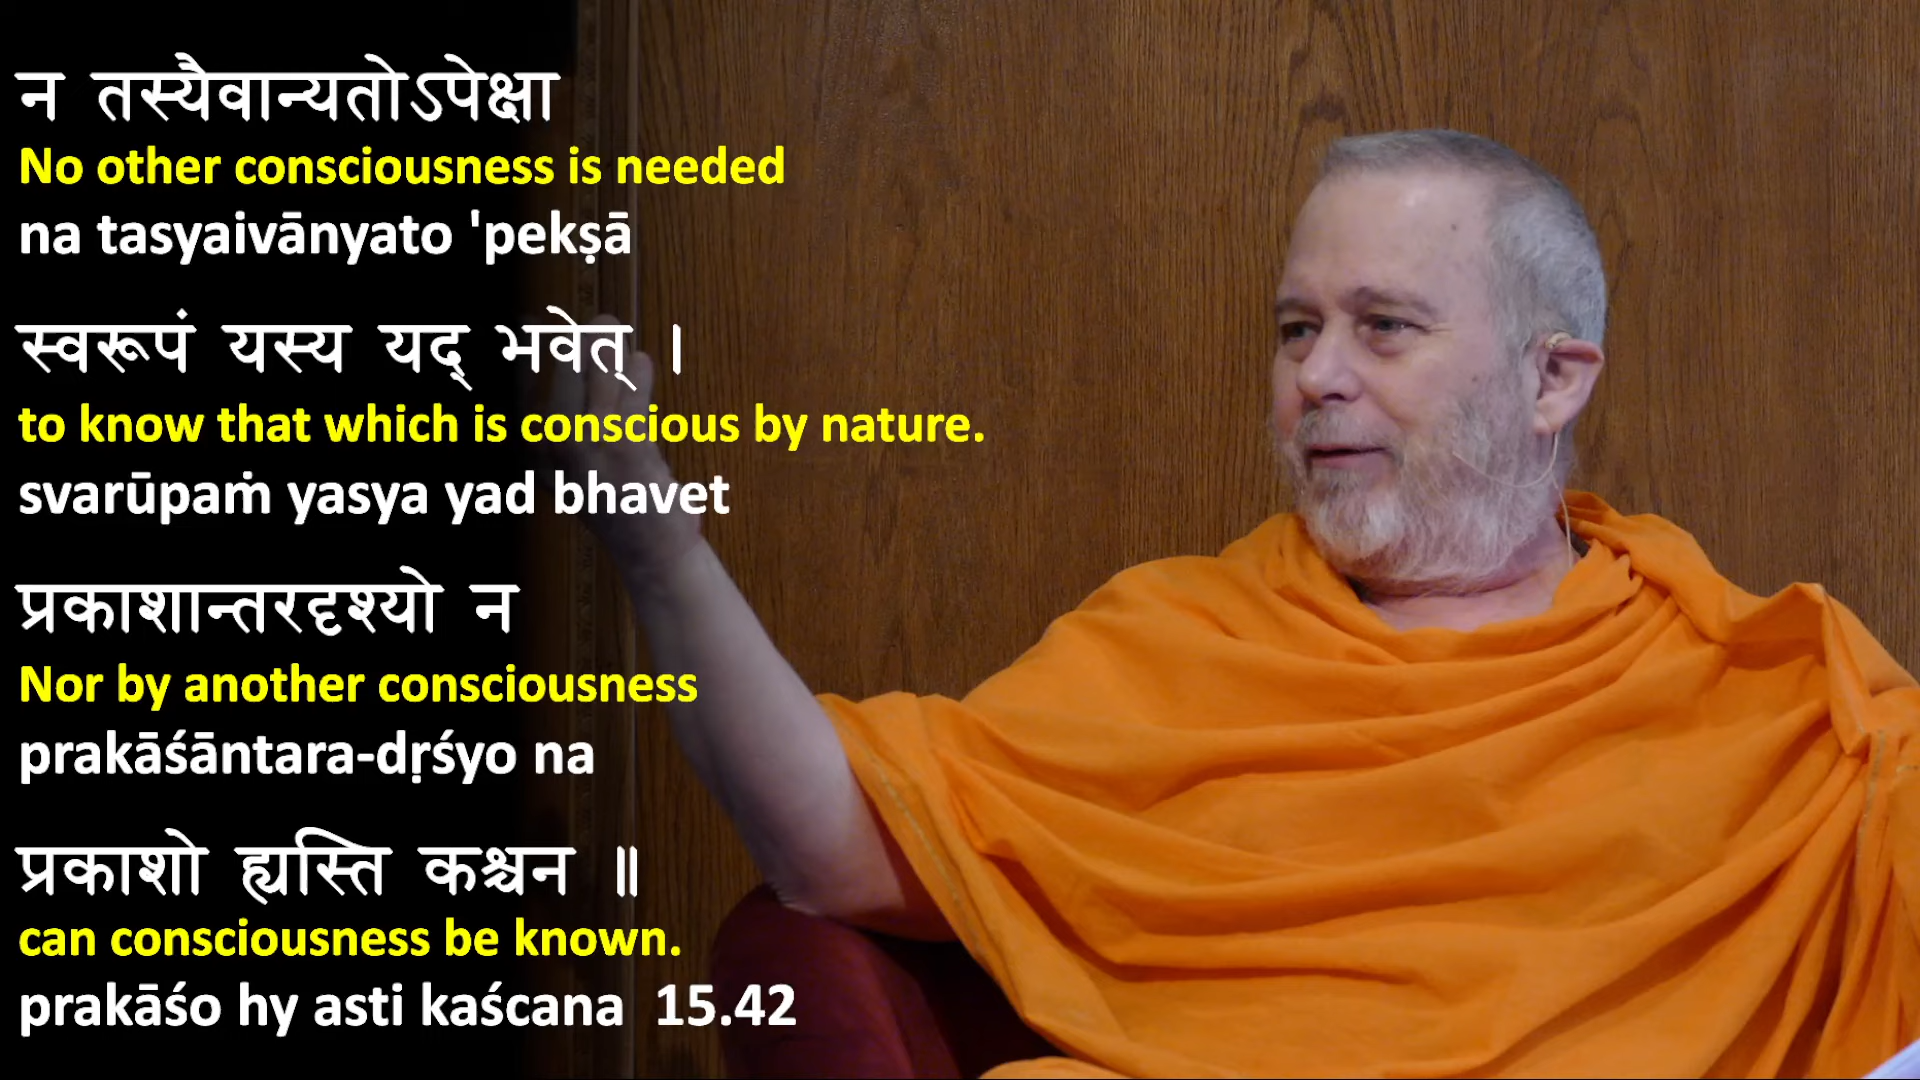 न तस्यैवान्यतोऽपेक्षा
No other consciousness is needed
na tasyaivānyato 'pekṣā
स्वरूपं यस्य यद् भवेत् ।
to know that which is conscious by nature.
svarūpaṁ yasya yad bhavet
प्रकाशान्तरदृश्यो न
Nor by another consciousness
prakāśāntara-dṛśyo na
प्रकाशो ह्यस्ति कश्चन ॥
can consciousness be known.
prakāśo hy asti kaścana 15.42